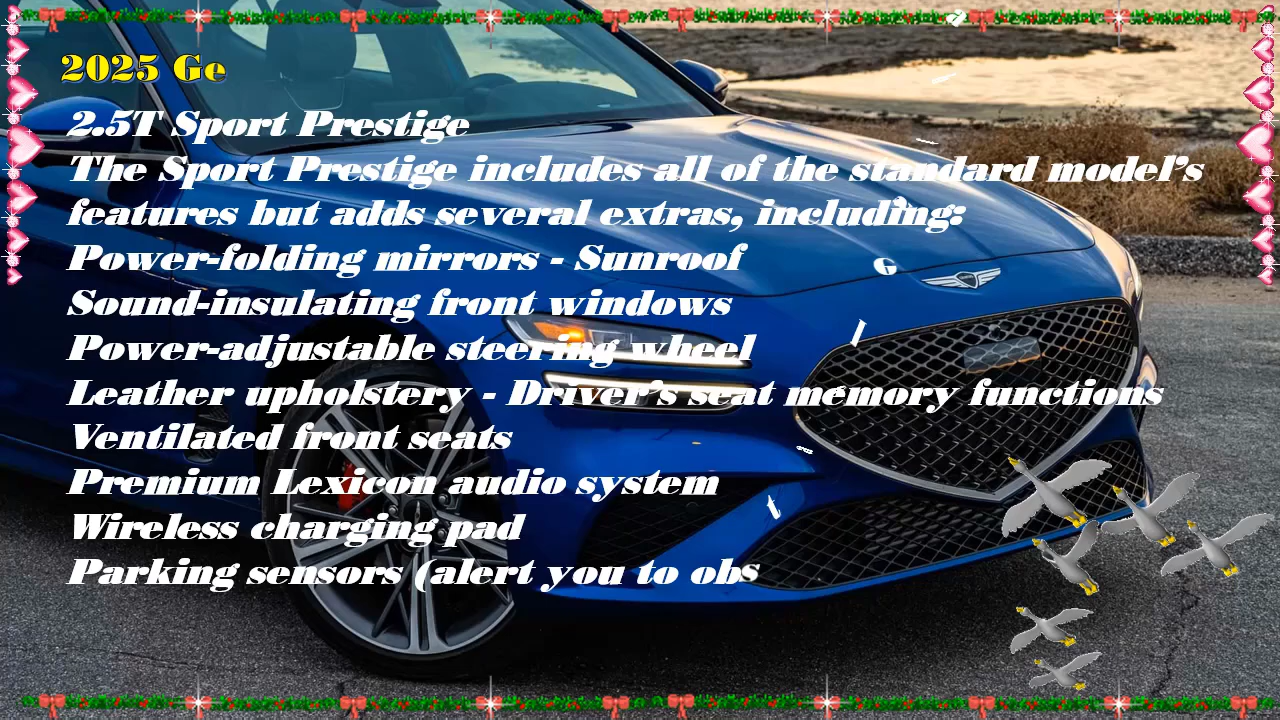 2025 Ge
2.5T Sport Prestige
The Sport Prestige includes all of the standard model’s
features but adds several extras, including:
Power-folding mirrors - Sunroof
Sound-insulating front windows
Power-adjustable steering wheel
Leather upholstery - Driver’s seat memory functions
Ventilated front seats
Premium Lexicon audio system
Wireless charging pad
Parking sensors (alert you to obs